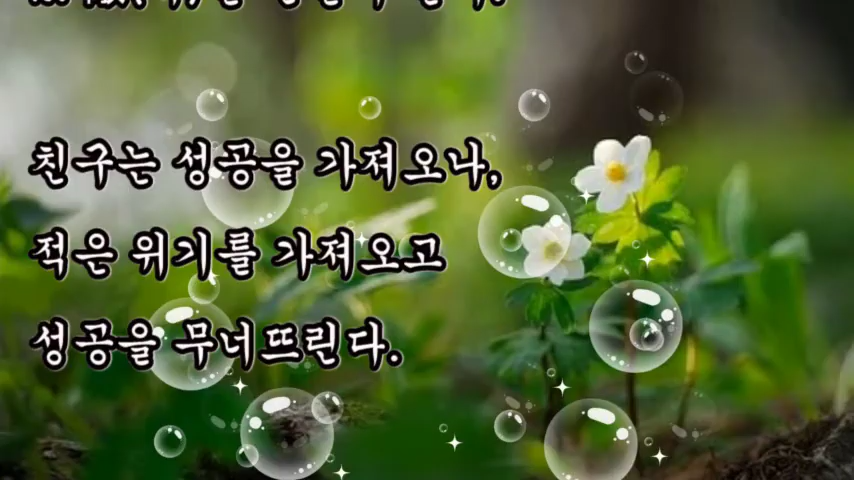 친구는 성공을 가져오나,
적은 위기를 가져오고
성공을 무너뜨린다.